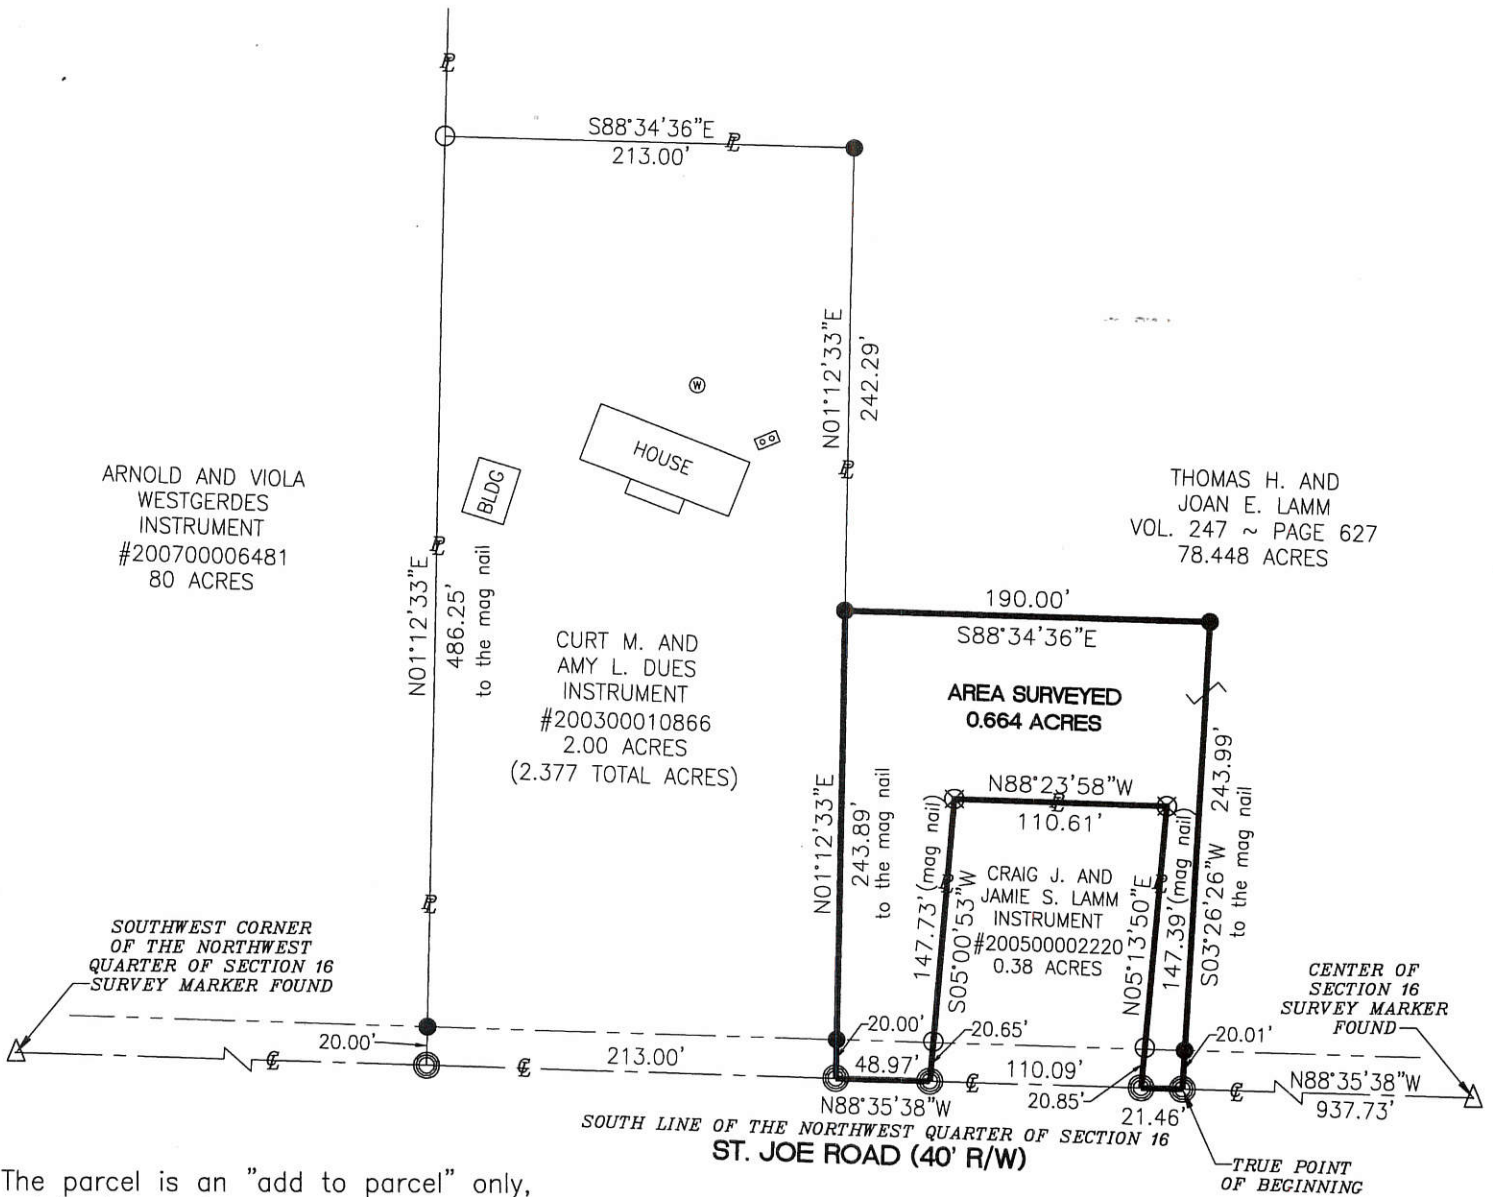 S88°34'36"E
213.00'
N01°12'33"E
242.29'
W
HOUSE
BLDG
ARNOLD AND VIOLA
WESTGERDES
INSTRUMENT
#200700006481
80 ACRES
THOMAS H. AND
JOAN E. LAMM
VOL. 247 ~ PAGE 627
78.448 ACRES
N01°12'33"E
486.25'
to the mag nail
CURT M. AND
AMY L. DUES
INSTRUMENT
#200300010866
2.00 ACRES
(2.377 TOTAL ACRES)
190.00'
S88°34'36"E
AREA SURVEYED
0.664 ACRES
N01°12'33"E
243.89'
to the mag nail
N88°23'58"W
110.61'
147.73'(mag nail)
S05°00'53"W
CRAIG J. AND
JAMIE S. LAMM
INSTRUMENT
#200500002220
0.38 ACRES
N05°13'50"E
147.39'(mag nail)
S03°26'26"W 243.99'
to the mag nail
SOUTHWEST CORNER
OF THE NORTHWEST
QUARTER OF SECTION 16
SURVEY MARKER FOUND
CENTER OF
SECTION 16
SURVEY MARKER
FOUND
20.00'
213.00'
20.00'
20.65'
20.01'
48.97'
110.09'
20.85'
21.46'
N88°35'38"W
N88°35'38"W
937.73'
SOUTH LINE OF THE NORTHWEST QUARTER OF SECTION 16
ST. JOE ROAD (40' R/W)
TRUE POINT
OF BEGINNING
The parcel is an "add to parcel" only,